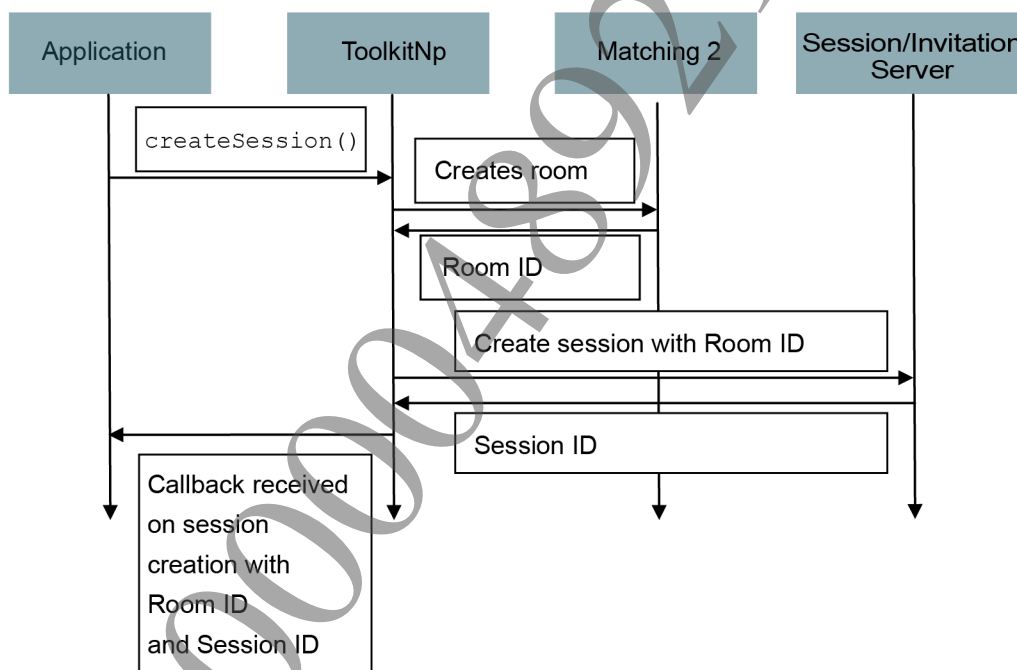 Application
ToolkitNp
Matching 2
Session/Invitation
Server
createSession()
Creates room
Room ID
Create session with Room ID
Session ID
Callback received
on session
creation with
Room ID
and Session ID